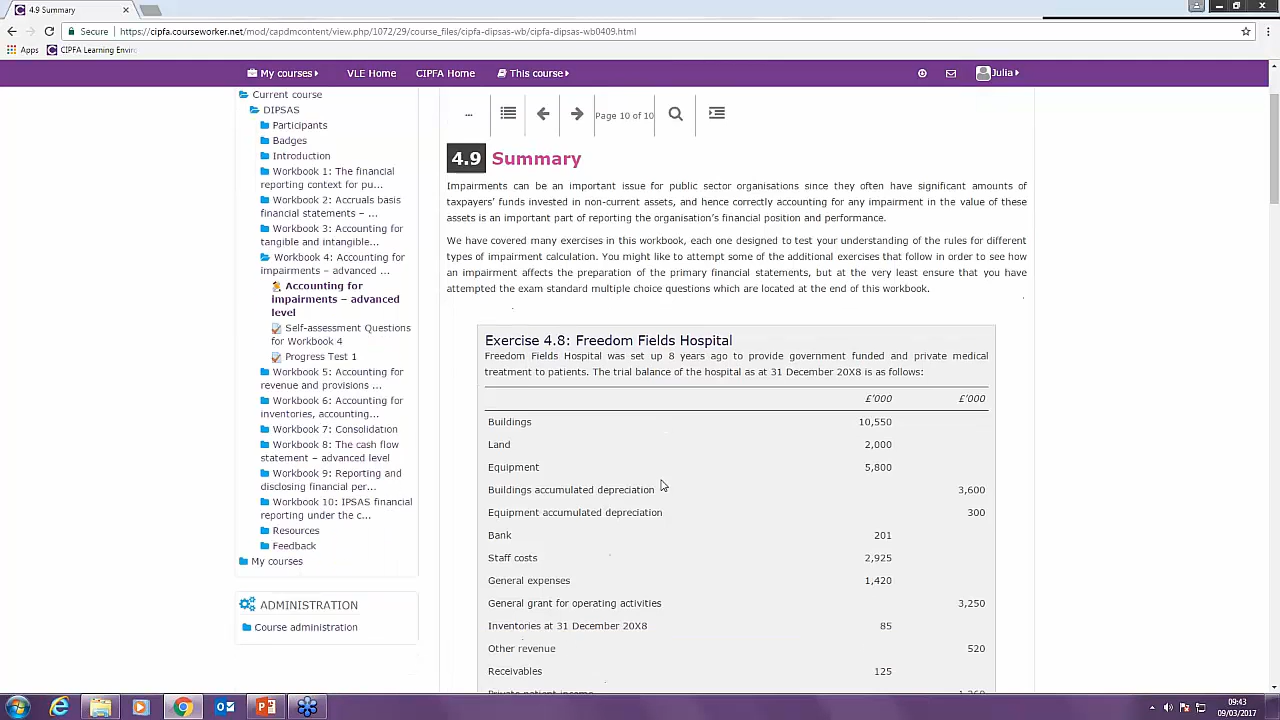 4.9 Summary
Secure https://cipfa.courseworker.net/mod/capdmcontent/view.php/1072/29/course_files/cipfa-dipsas-wb/cipfa-dipsas-wb0409.html
Apps CIPFA Learning Enviro
My courses VLE Home CIPFA Home This course Julia
Current course
DIPSAS
Participants
Badges
Introduction
Workbook 1: The financial
reporting context for pu...
Workbook 2: Accruals basis
financial statements – ...
Workbook 3: Accounting for
tangible and intangible...
Workbook 4: Accounting for
impairments – advanced ...
Accounting for
impairments – advanced
level
Self-assessment Questions
for Workbook 4
Progress Test 1
Workbook 5: Accounting for
revenue and provisions ...
Workbook 6: Accounting for
inventories, accounting...
Workbook 7: Consolidation
Workbook 8: The cash flow
statement – advanced level
Workbook 9: Reporting and
disclosing financial per...
Workbook 10: IPSAS financial
reporting under the c...
Resources
Feedback
My courses
ADMINISTRATION
Course administration
... Page 10 of 10
4.9 Summary
Impairments can be an important issue for public sector organisations since they often have significant amounts of
taxpayers’ funds invested in non-current assets, and hence correctly accounting for any impairment in the value of these
assets is an important part of reporting the organisation’s financial position and performance.
We have covered many exercises in this workbook, each one designed to test your understanding of the rules for different
types of impairment calculation. You might like to attempt some of the additional exercises that follow in order to see how
an impairment affects the preparation of the primary financial statements, but at the very least ensure that you have
attempted the exam standard multiple choice questions which are located at the end of this workbook.
Exercise 4.8: Freedom Fields Hospital
Freedom Fields Hospital was set up 8 years ago to provide government funded and private medical
treatment to patients. The trial balance of the hospital as at 31 December 20X8 is as follows:
£’000 £’000
Buildings 10,550
Land 2,000
Equipment 5,800
Buildings accumulated depreciation 3,600
Equipment accumulated depreciation 300
Bank 201
Staff costs 2,925
General expenses 1,420
General grant for operating activities 3,250
Inventories at 31 December 20X8 85
Other revenue 520
Receivables 125
Private patient income 1,260
09:43
09/03/2017